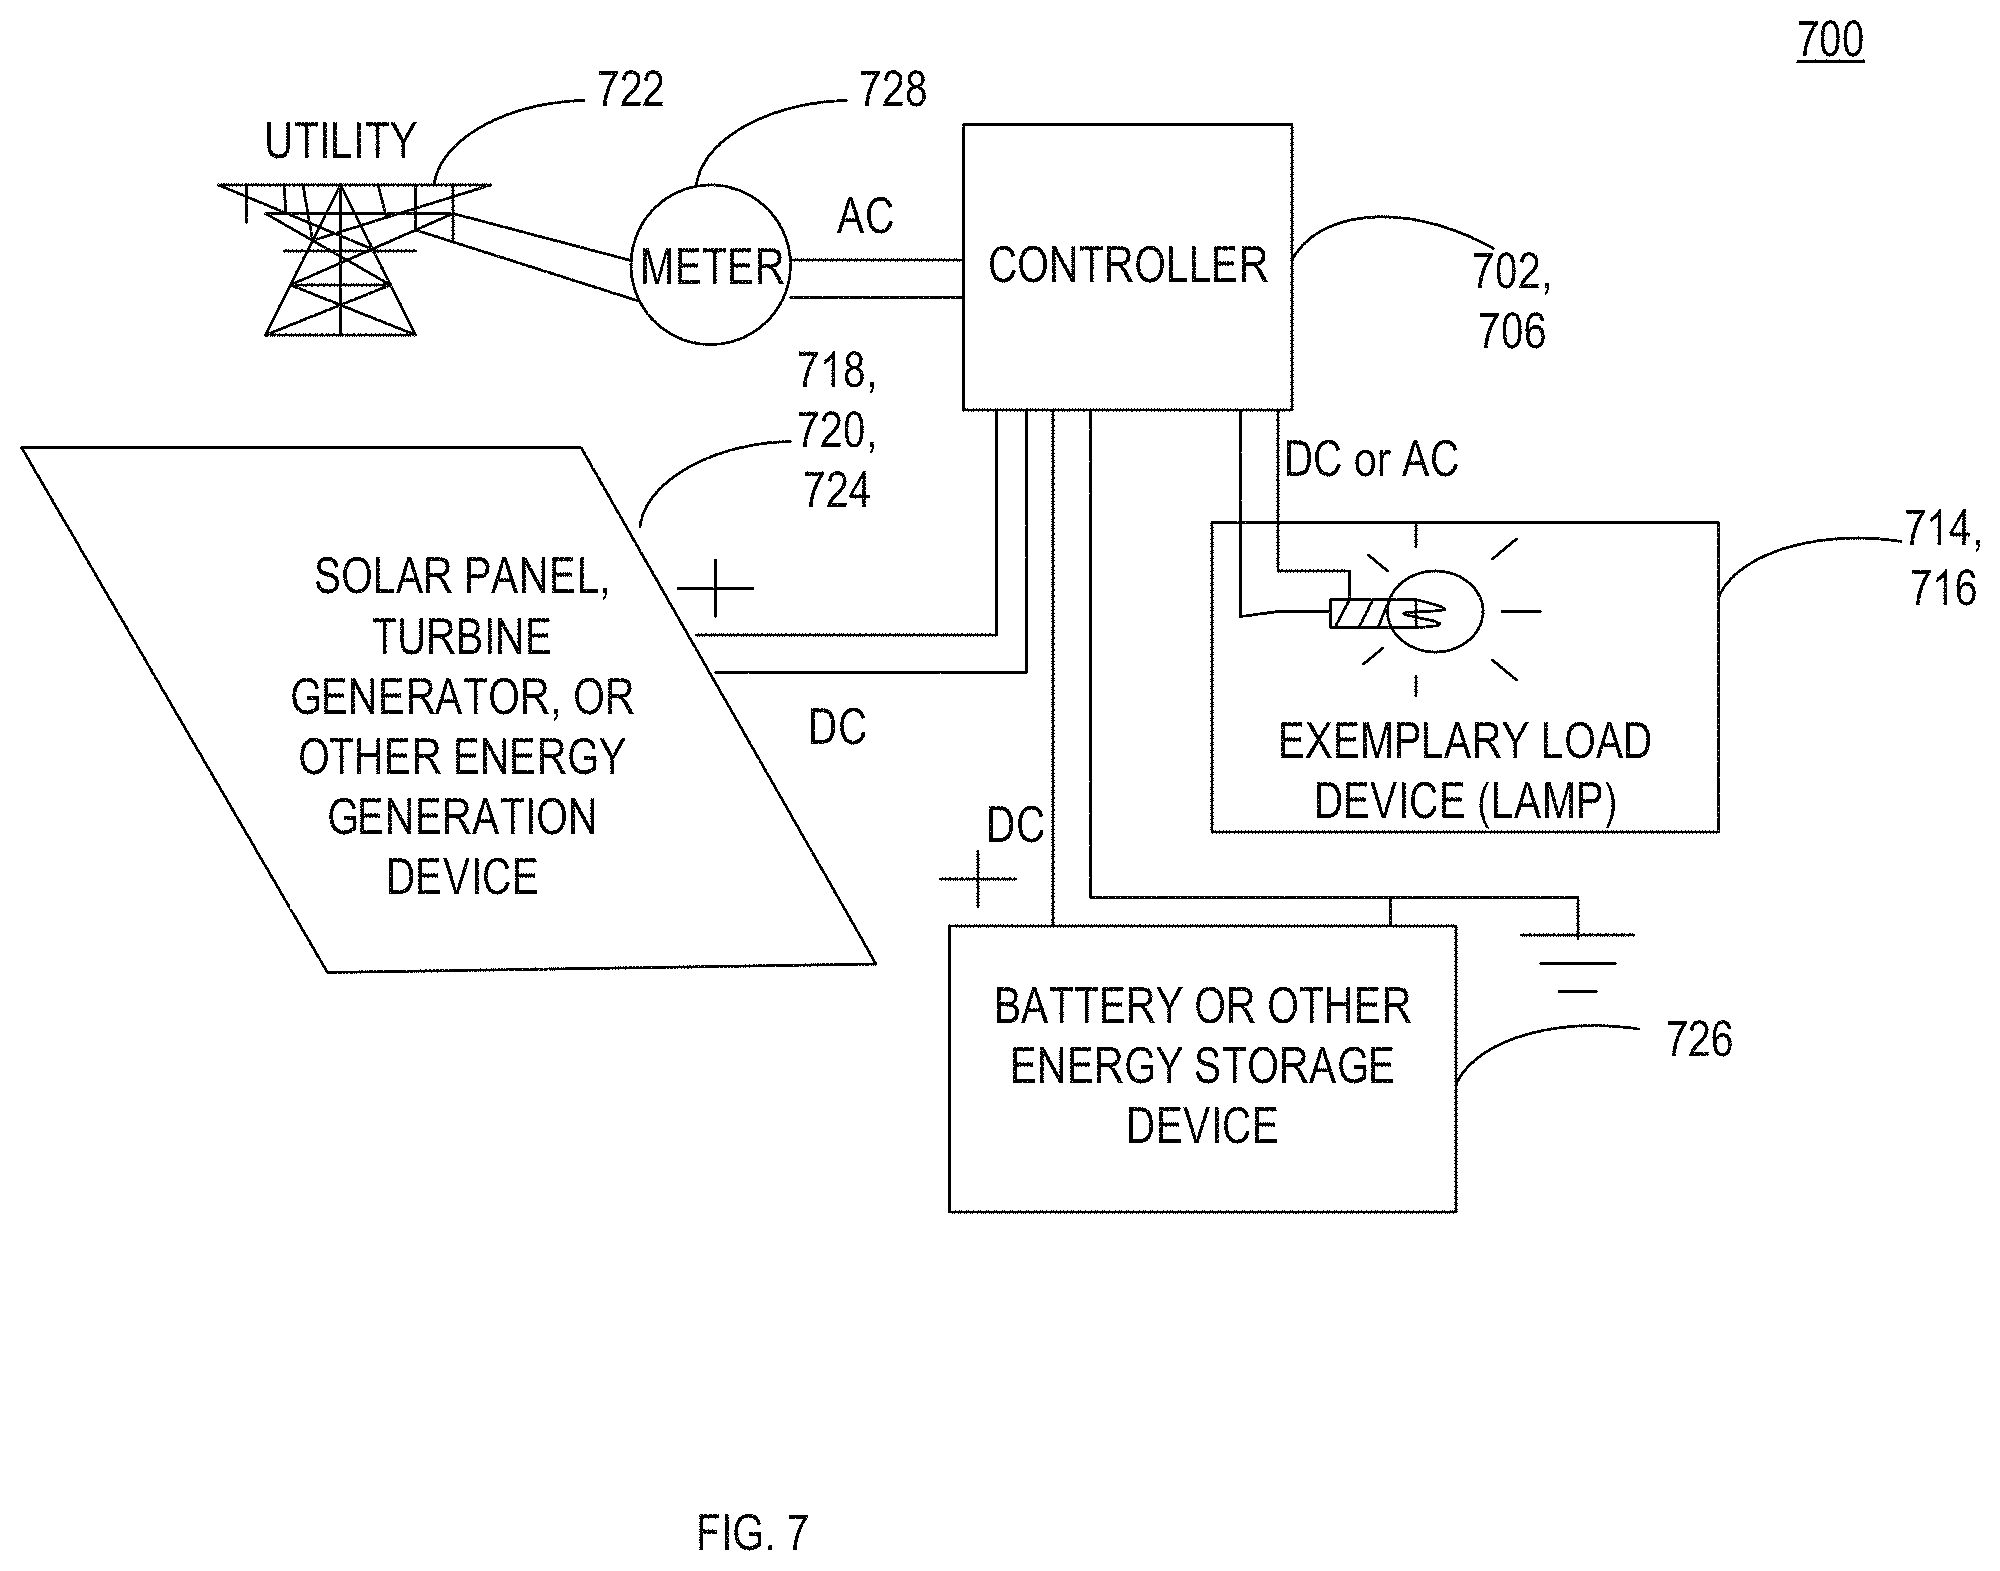 700
722
728
UTILITY
AC
METER
CONTROLLER
702,
706
718,
720,
724
DC or AC
714,
716
SOLAR PANEL,
TURBINE
GENERATOR, OR
OTHER ENERGY
GENERATION
DEVICE
DC
EXEMPLARY LOAD
DEVICE (LAMP)
DC
BATTERY OR OTHER
ENERGY STORAGE
DEVICE
726
FIG. 7